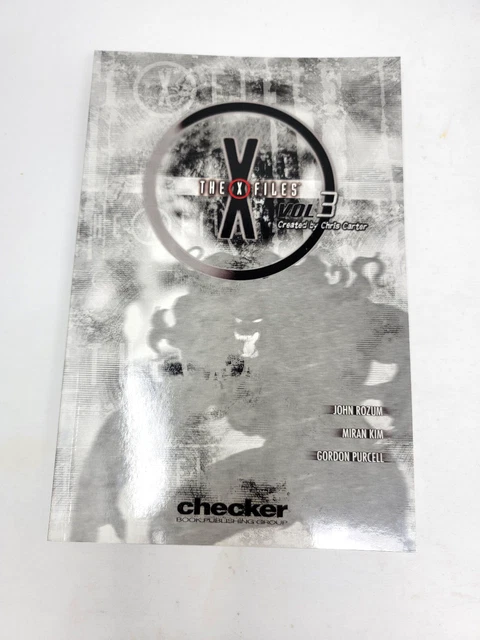 THE X FILES
VOL 3
Created by Chris Carter
JOHN ROZUM
MIRAN KIM
GORDON PURCELL
checker
BOOK PUBLISHING GROUP